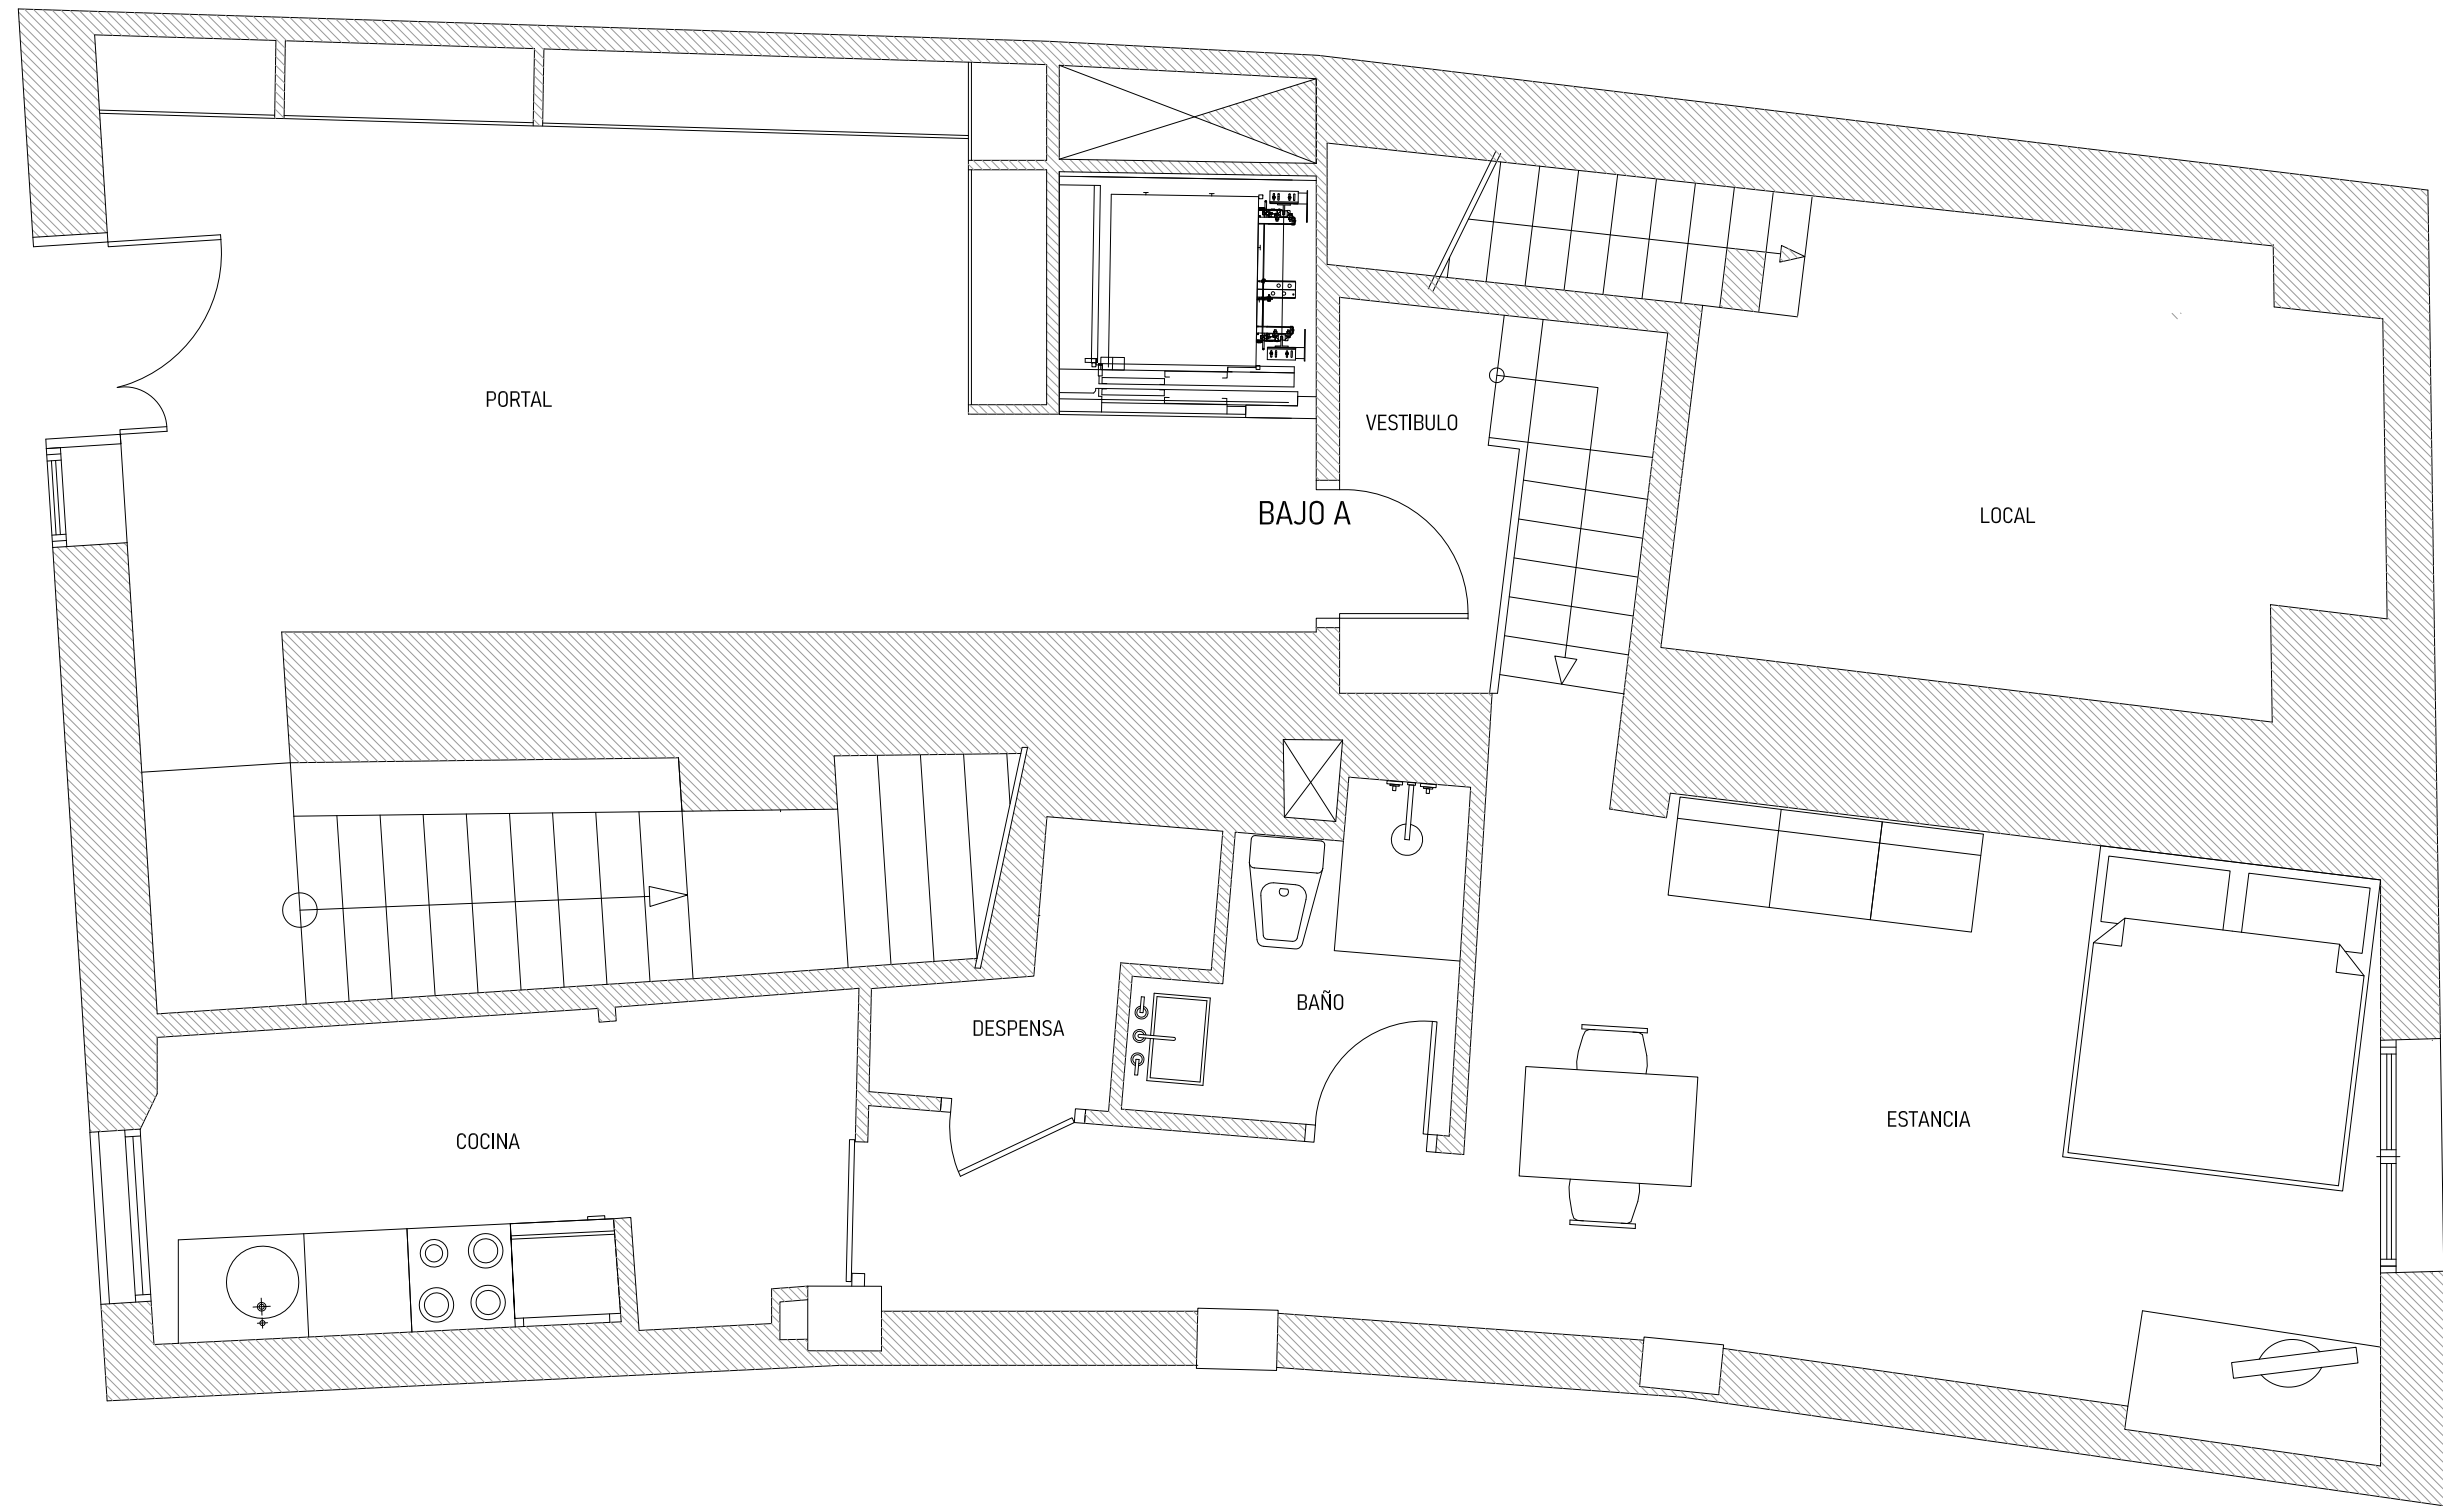 PORTAL
VESTIBULO
BAJO A
LOCAL
BAÑO
DESPENSA
ESTANCIA
COCINA